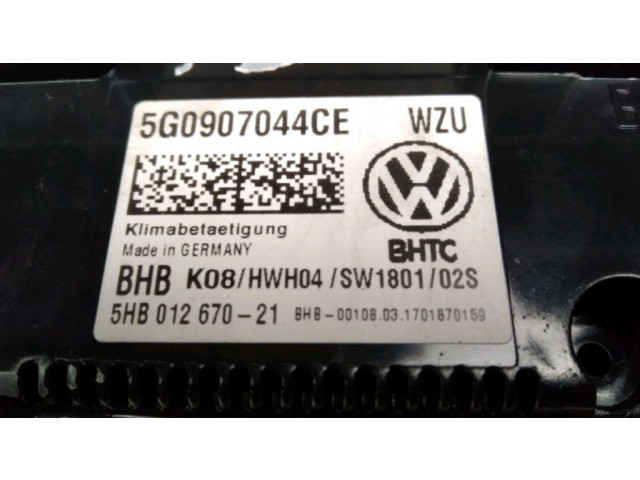 5G0907044CE WZU
Klimabetaetigung
Made in GERMANY
BHTC
BHB K08/HWH04/SW1801/02S
5HB 012 670-21 BHB-00108.03.1701870159